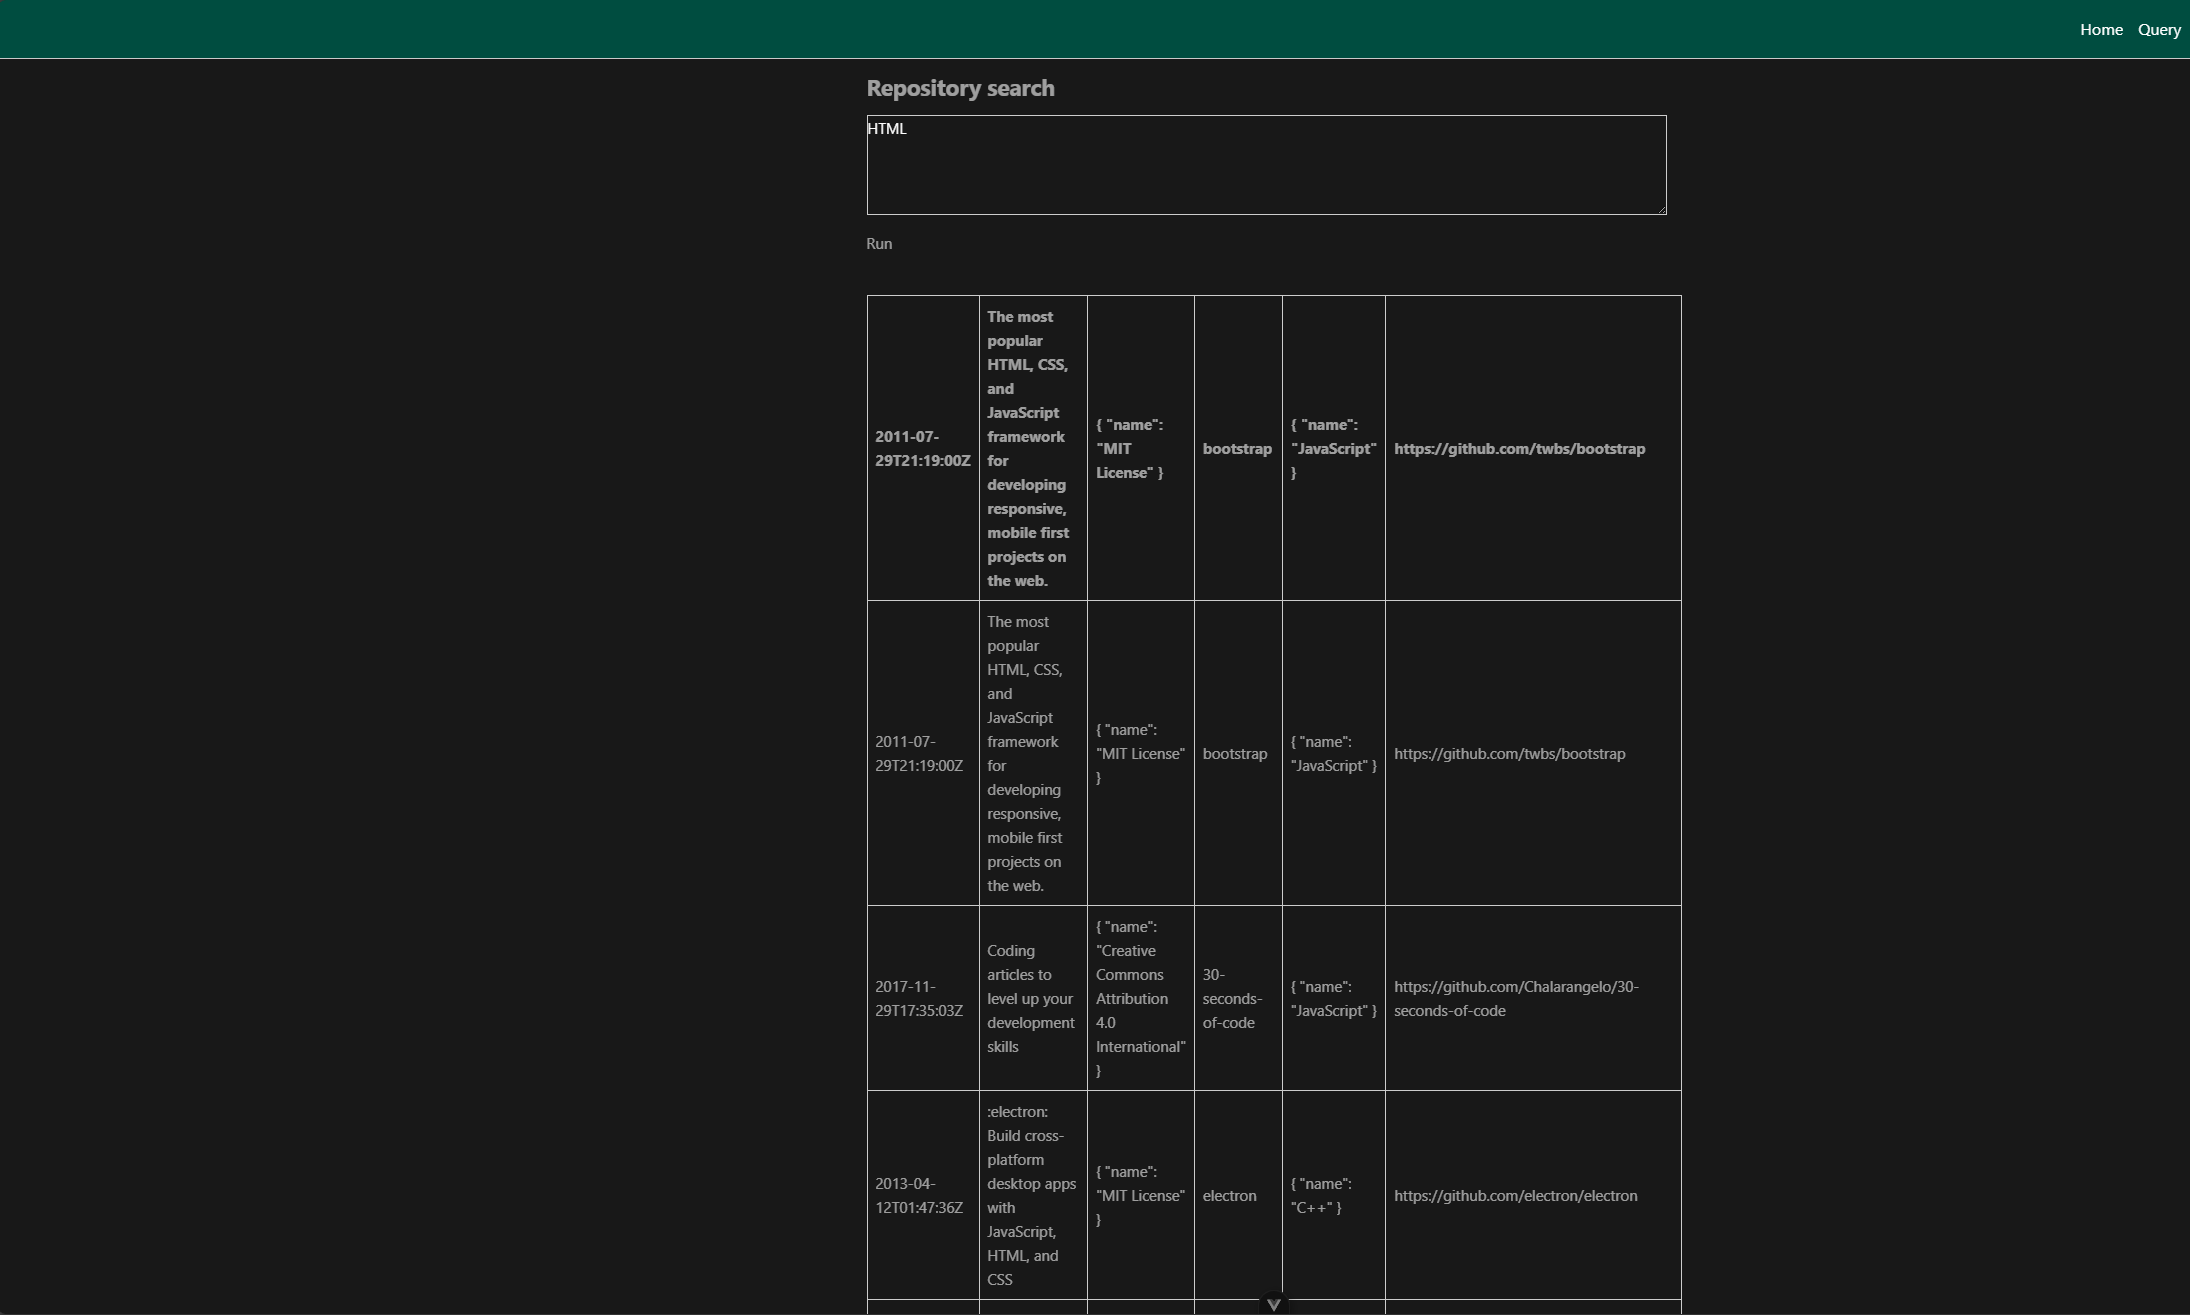 Home Query
Repository search
HTML
Run
2011-07-
29T21:19:00Z
The most
popular
HTML, CSS,
and
JavaScript
framework
for
developing
responsive,
mobile first
projects on
the web.
{ "name":
"MIT
License" }
bootstrap
{ "name":
"JavaScript"
}
https://github.com/twbs/bootstrap
2011-07-
29T21:19:00Z
The most
popular
HTML, CSS,
and
JavaScript
framework
for
developing
responsive,
mobile first
projects on
the web.
{ "name":
"MIT License"
}
bootstrap
{ "name":
"JavaScript" }
https://github.com/twbs/bootstrap
2017-11-
29T17:35:03Z
Coding
articles to
level up your
development
skills
{ "name":
"Creative
Commons
Attribution
4.0
International"
}
30-
seconds-
of-code
{ "name":
"JavaScript" }
https://github.com/Chalarangelo/30-
seconds-of-code
2013-04-
12T01:47:36Z
:electron:
Build cross-
platform
desktop apps
with
JavaScript,
HTML, and
CSS
{ "name":
"MIT License"
}
electron
{ "name":
"C++" }
https://github.com/electron/electron